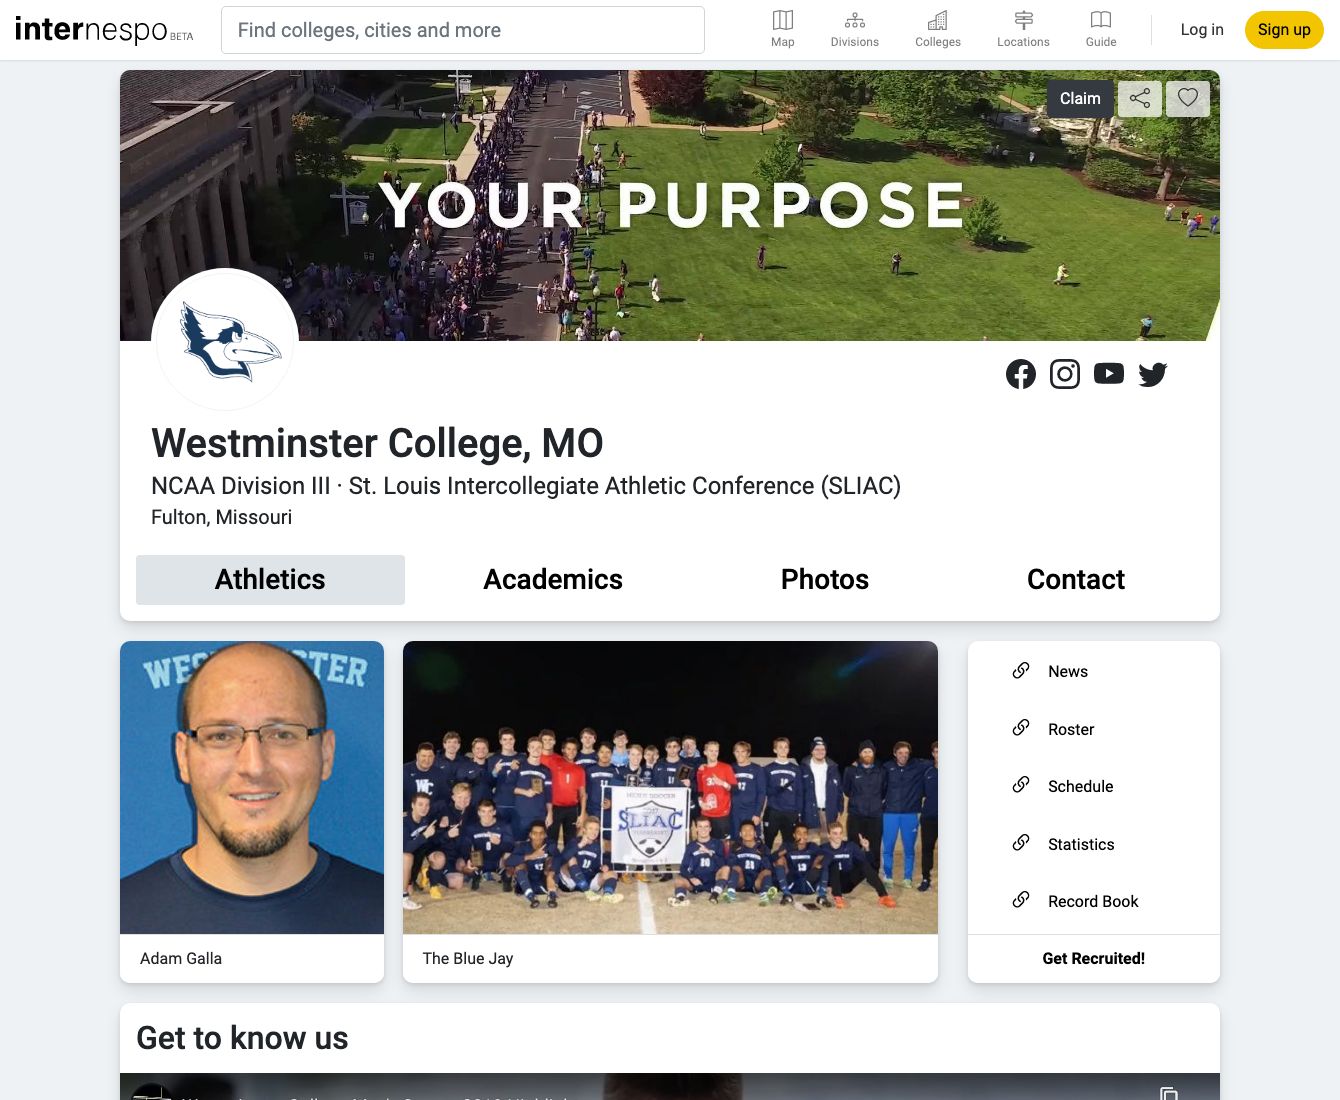 internespo BETA
Find colleges, cities and more
Map
Divisions
Colleges
Locations
Guide
Log in
Sign up
Claim
YOUR PURPOSE
Westminster College, MO
NCAA Division III · St. Louis Intercollegiate Athletic Conference (SLIAC)
Fulton, Missouri
Athletics
Academics
Photos
Contact
SLIAC
News
Roster
Schedule
Statistics
Record Book
Adam Galla
The Blue Jay
Get Recruited!
Get to know us